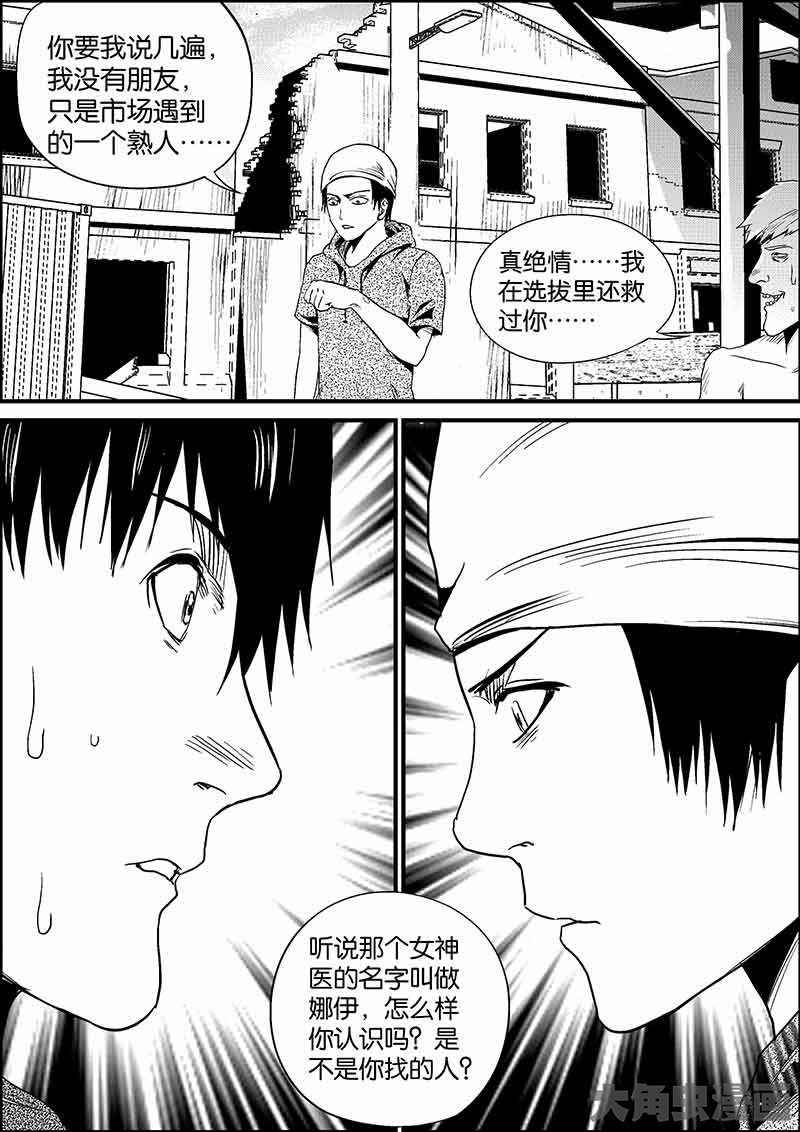 你要我说几遍，
我没有朋友，
只是市场遇到
的一个熟人……
真绝情……我
在选拔里还救
过你……
听说那个女神
医的名字叫做
娜伊，怎么样
你认识吗？是
不是你找的人？
大角虫漫画